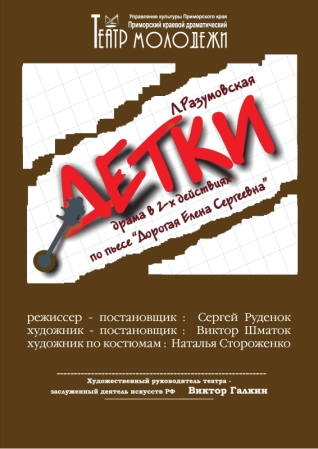 Управление культуры Приморского края
Приморский краевой драматический
ТЕАТР МОЛОДЕЖИ
Л.Разумовская
ДЕТКИ
драма в 2-х действиях
по пьесе "Дорогая Елена Сергеевна"
режиссер - постановщик : Сергей Руденок
художник - постановщик : Виктор Шматок
художник по костюмам : Наталья Стороженко
Художественный руководитель театра -
заслуженный деятель искусств РФ Виктор Галкин